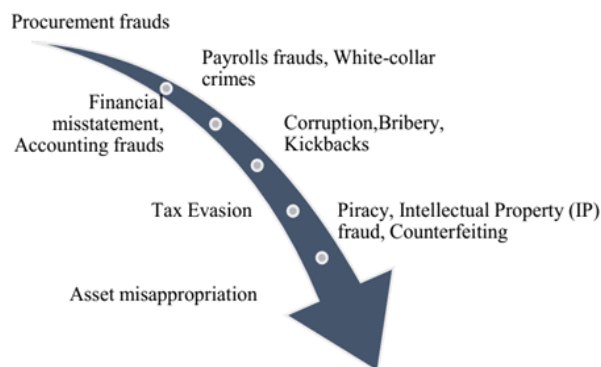 Procurement frauds
Payrolls frauds, White-collar
crimes
Financial
misstatement,
Accounting frauds
Corruption,Bribery,
Kickbacks
Tax Evasion
Piracy, Intellectual Property (IP)
fraud, Counterfeiting
Asset misappropriation